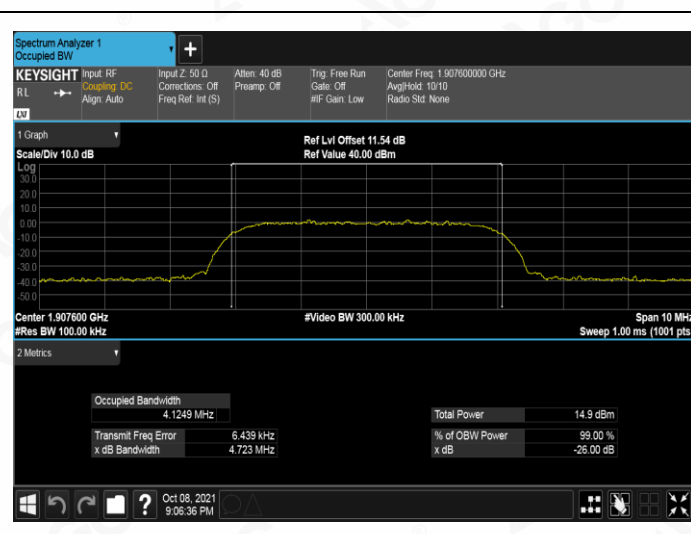 Spectrum Analyzer 1
Occupied BW
+
KEYSIGHT Input: RF Input Z: 50 Ω Atten: 40 dB Trig: Free Run Center Freq: 1.907600000 GHz
RL Coupling: DC Corrections: Off Preamp: Off Gate: Off Avg|Hold: 10/10
Align: Auto Freq Ref: Int (S) #IF Gain: Low Radio Std: None
LXI
1 Graph Ref Lvl Offset 11.54 dB
Scale/Div 10.0 dB Ref Value 40.00 dBm
Log
30.0
20.0
10.0
0.00
-10.0
-20.0
-30.0
-40.0
-50.0
Center 1.907600 GHz #Video BW 300.00 kHz Span 10 MHz
#Res BW 100.00 kHz Sweep 1.00 ms (1001 pts
2 Metrics
Occupied Bandwidth
4.1249 MHz Total Power 14.9 dBm
Transmit Freq Error 6.439 kHz % of OBW Power 99.00 %
x dB Bandwidth 4.723 MHz x dB -26.00 dB
? Oct 08, 2021
9:06:36 PM